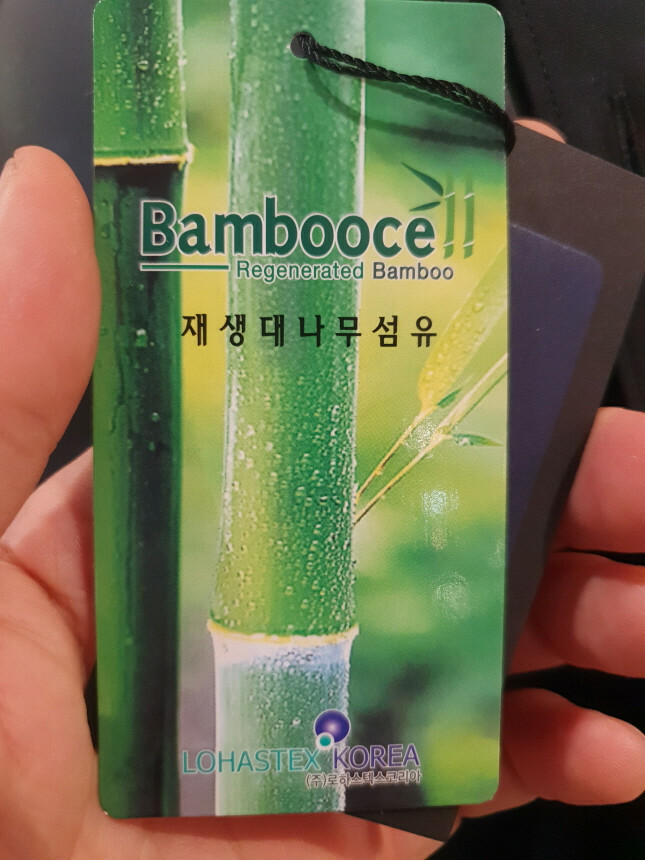 Bamboocell
Regenerated Bamboo
재생대나무섬유
LOHASTEX KOREA
(주)로하스텍스코리아